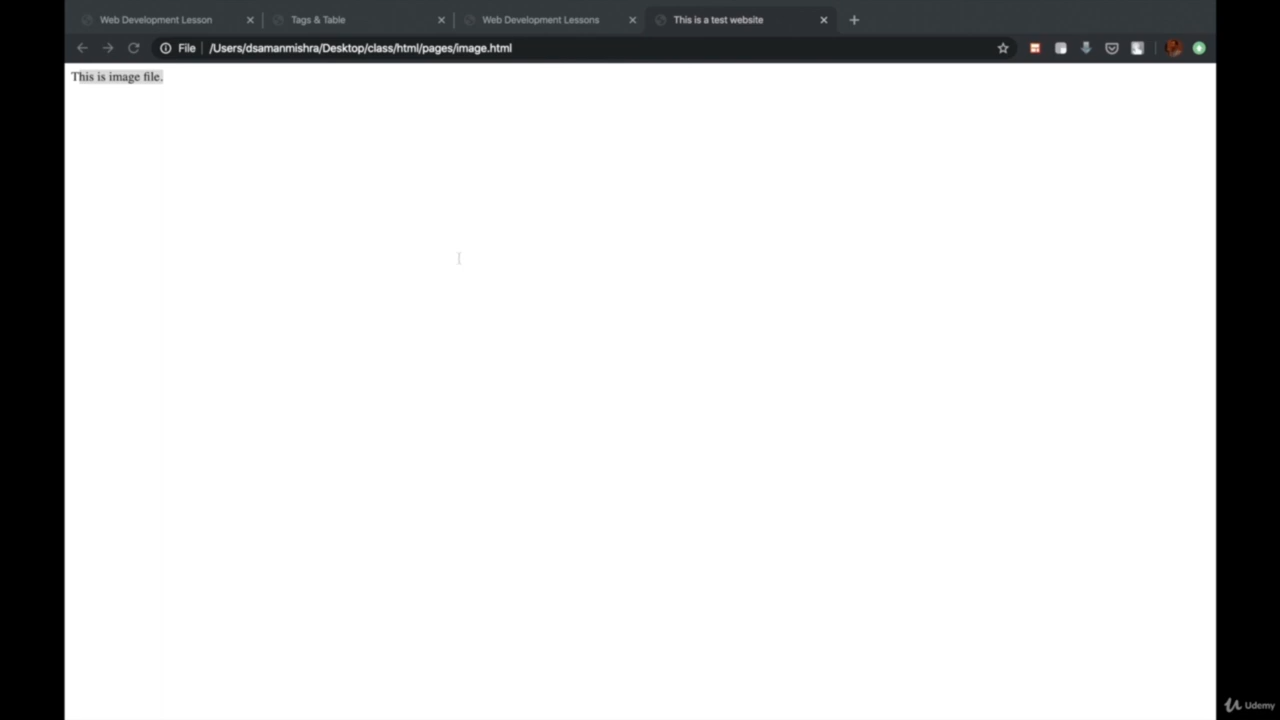 Web Development Lesson
Tags & Table
Web Development Lessons
This is a test website
File
/Users/dsamanmishra/Desktop/class/html/pages/image.html
This is image file.
Udemy